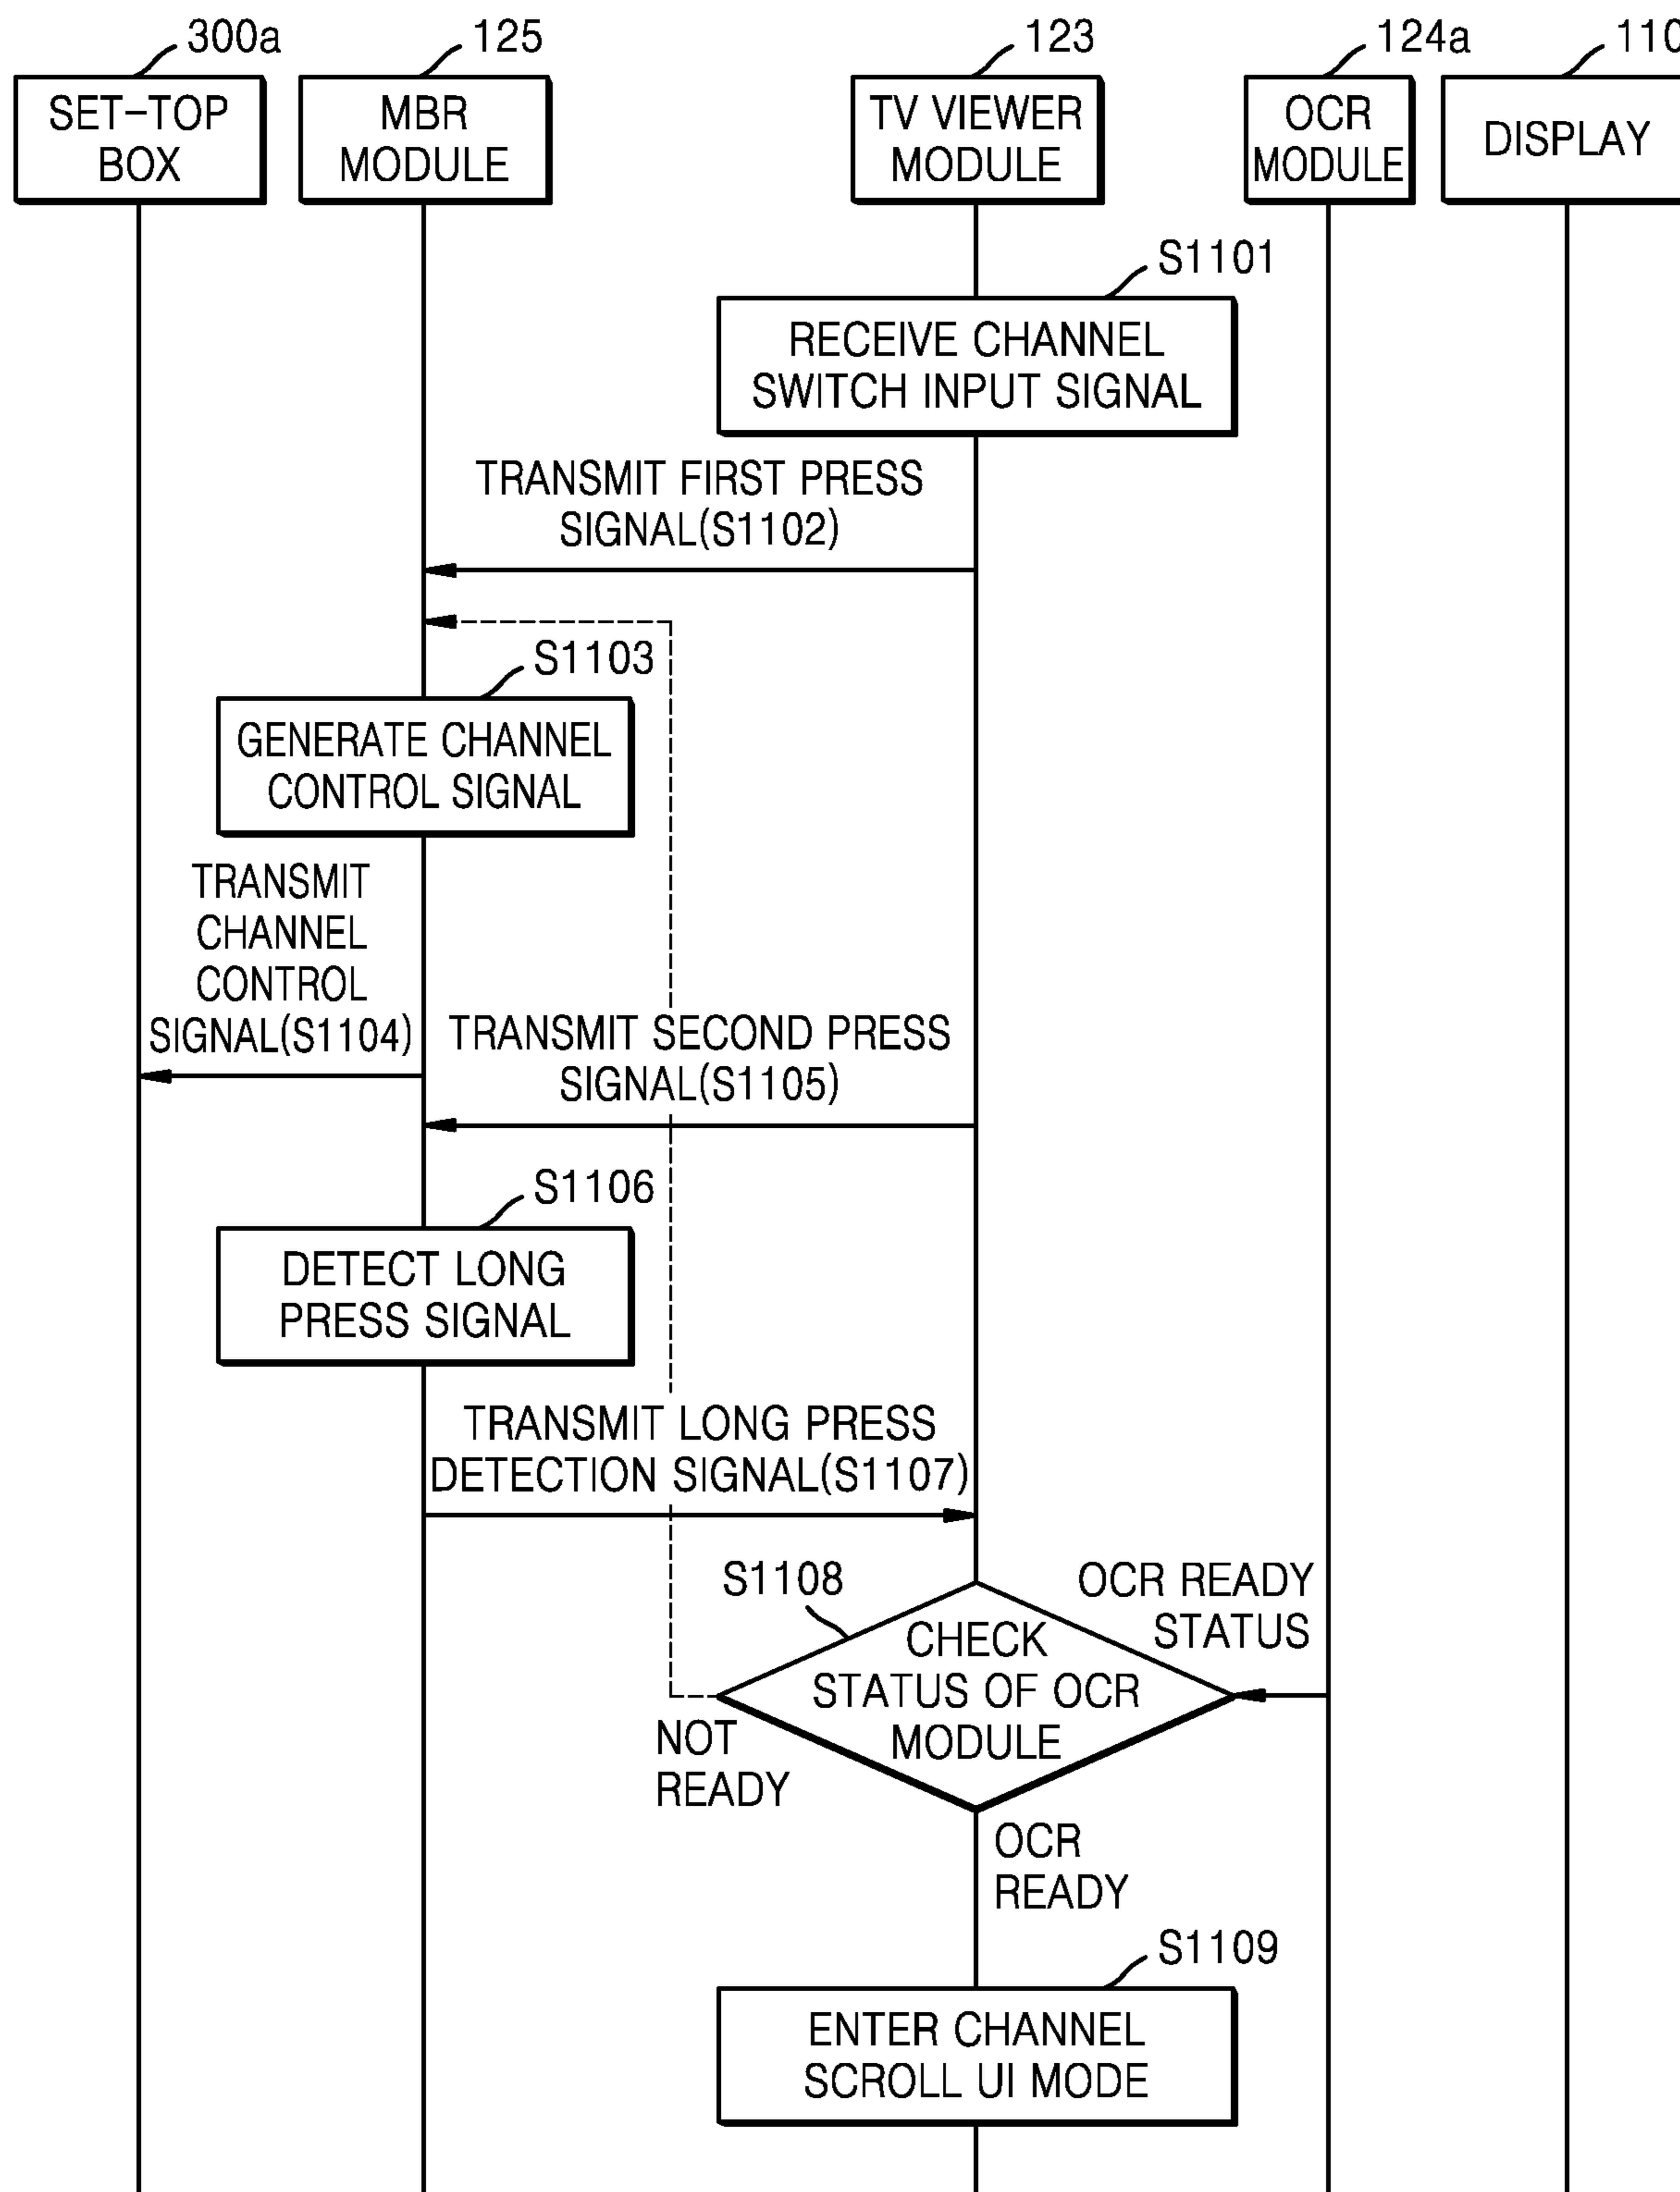 300a
125
123
124a
110
SET-TOP
BOX
MBR
MODULE
TV VIEWER
MODULE
OCR
MODULE
DISPLAY
S1101
RECEIVE CHANNEL
SWITCH INPUT SIGNAL
TRANSMIT FIRST PRESS
SIGNAL(S1102)
S1103
GENERATE CHANNEL
CONTROL SIGNAL
TRANSMIT
CHANNEL
CONTROL
SIGNAL(S1104)
TRANSMIT SECOND PRESS
SIGNAL(S1105)
S1106
DETECT LONG
PRESS SIGNAL
TRANSMIT LONG PRESS
DETECTION SIGNAL(S1107)
S1108
OCR READY
STATUS
CHECK
STATUS OF OCR
MODULE
NOT
READY
OCR
READY
S1109
ENTER CHANNEL
SCROLL UI MODE